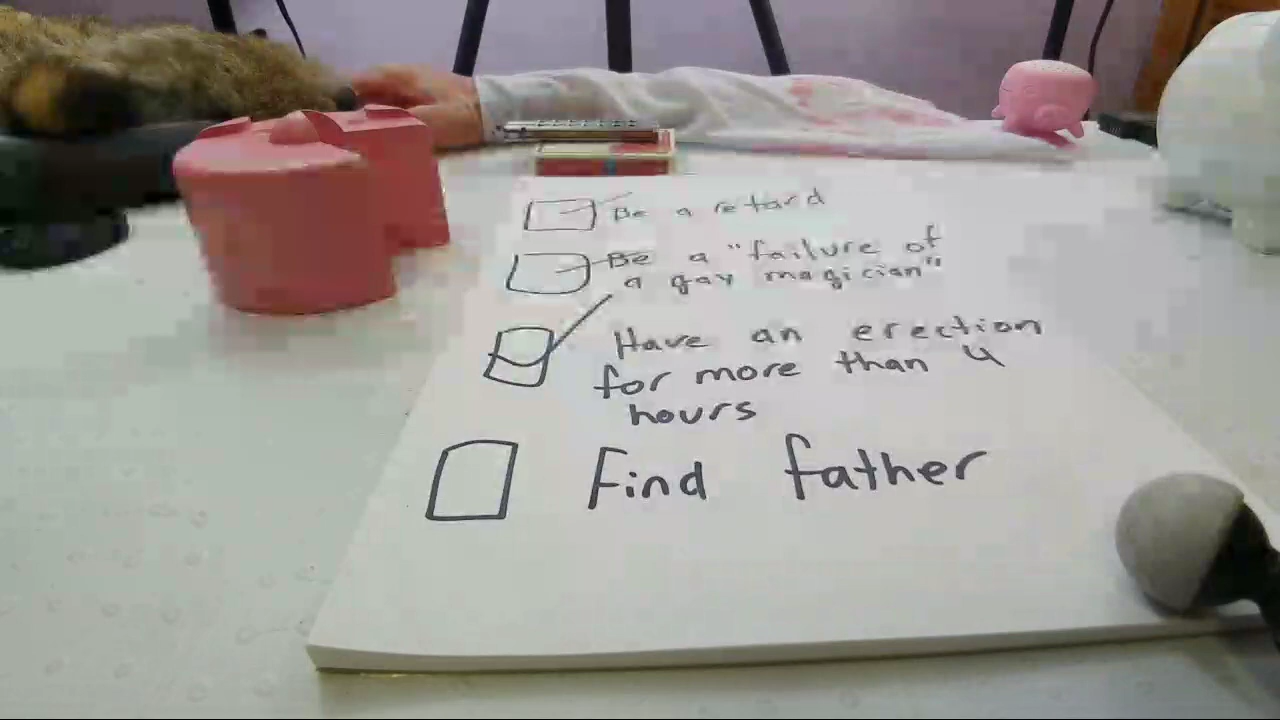 Be a retard
Be a "failure of
a gay magician"
Have an erection
for more than 4
hours
Find father